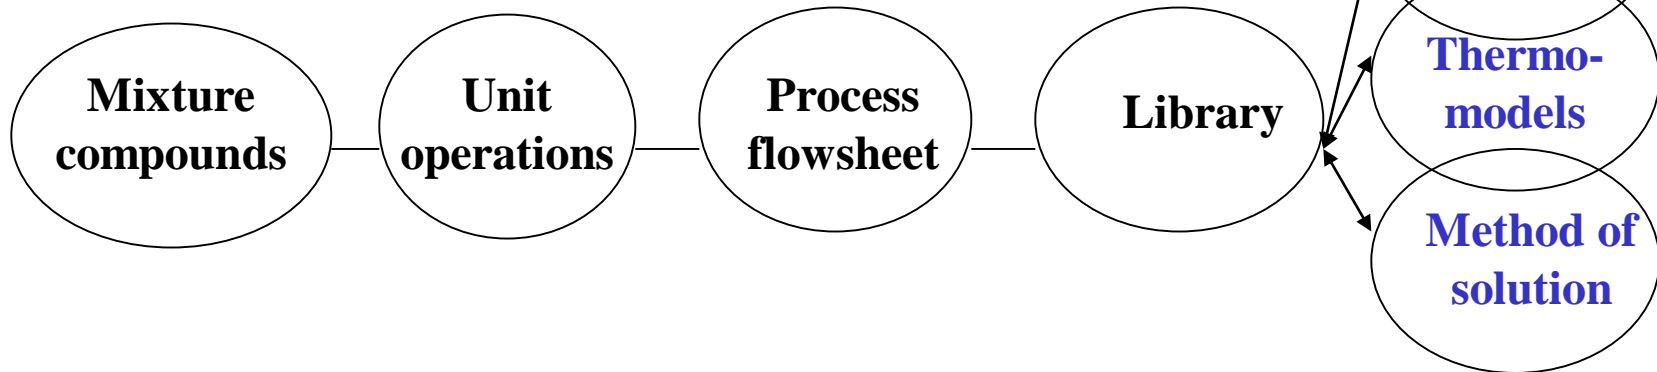 Mixture
compounds
Unit
operations
Process
flowsheet
Library
Thermo-
models
Method of
solution